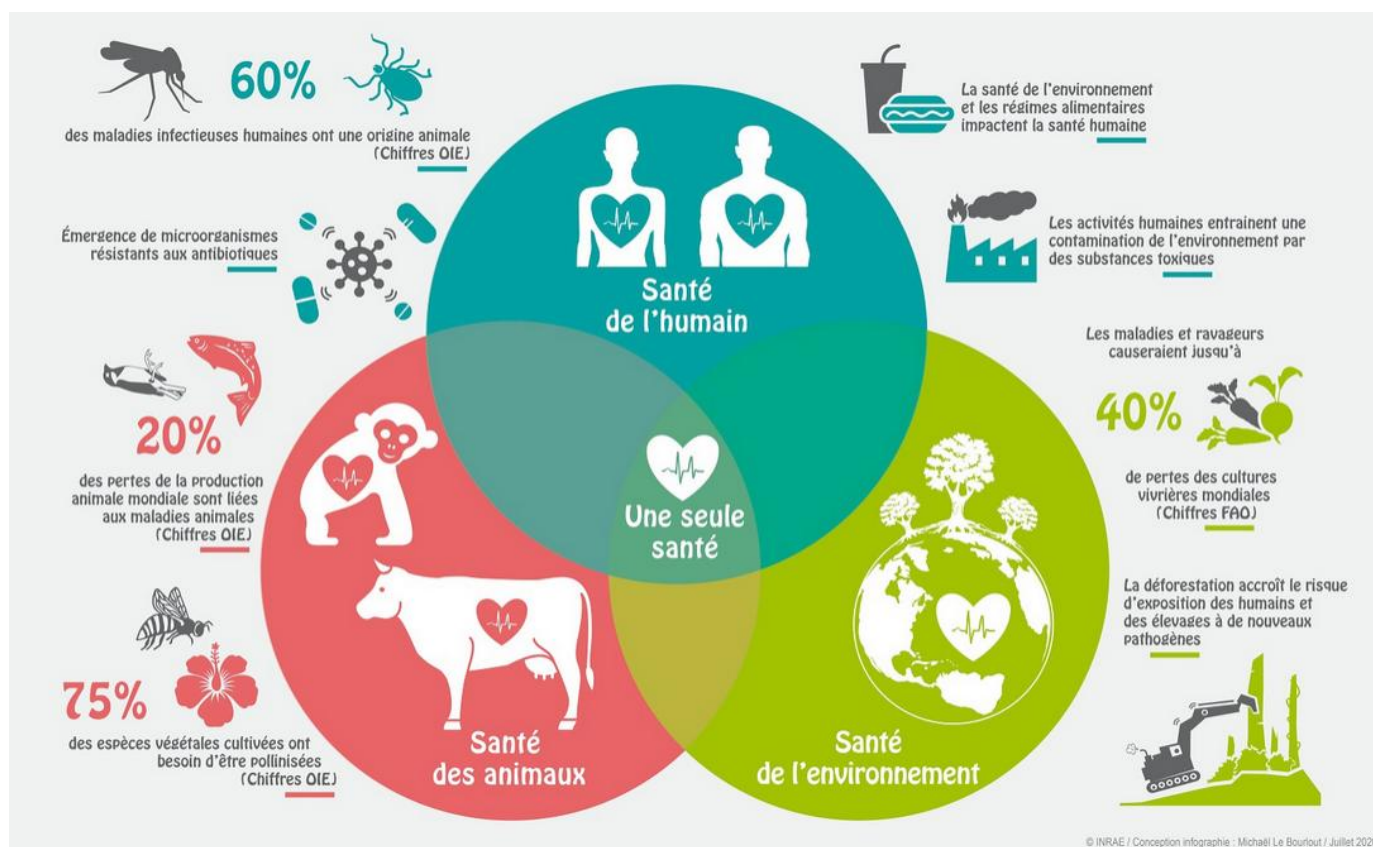 60%
des maladies infectieuses humaines ont une origine animale
(Chiffres OIE)
Émergence de microorganismes
résistants aux antibiotiques
20%
des pertes de la production
animale mondiale sont liées
aux maladies animales
(Chiffres OIE)
75%
des espèces végétales cultivées ont
besoin d'être pollinisées
(Chiffres OIE)
Santé
de l'humain
Une seule
santé
Santé
des animaux
Santé
de l'environnement
La santé de l'environnement
et les régimes alimentaires
impactent la santé humaine
Les activités humaines entrainent une
contamination de l'environnement par
des substances toxiques
Les maladies et ravageurs
causeraient jusqu'à
40%
de pertes des cultures
vivrières mondiales
(Chiffres FAO)
La déforestation accroît le risque
d'exposition des humains et
des élevages à de nouveaux
pathogènes
© INRAE / Conception infographie : Michaël Le Bourlout / Juillet